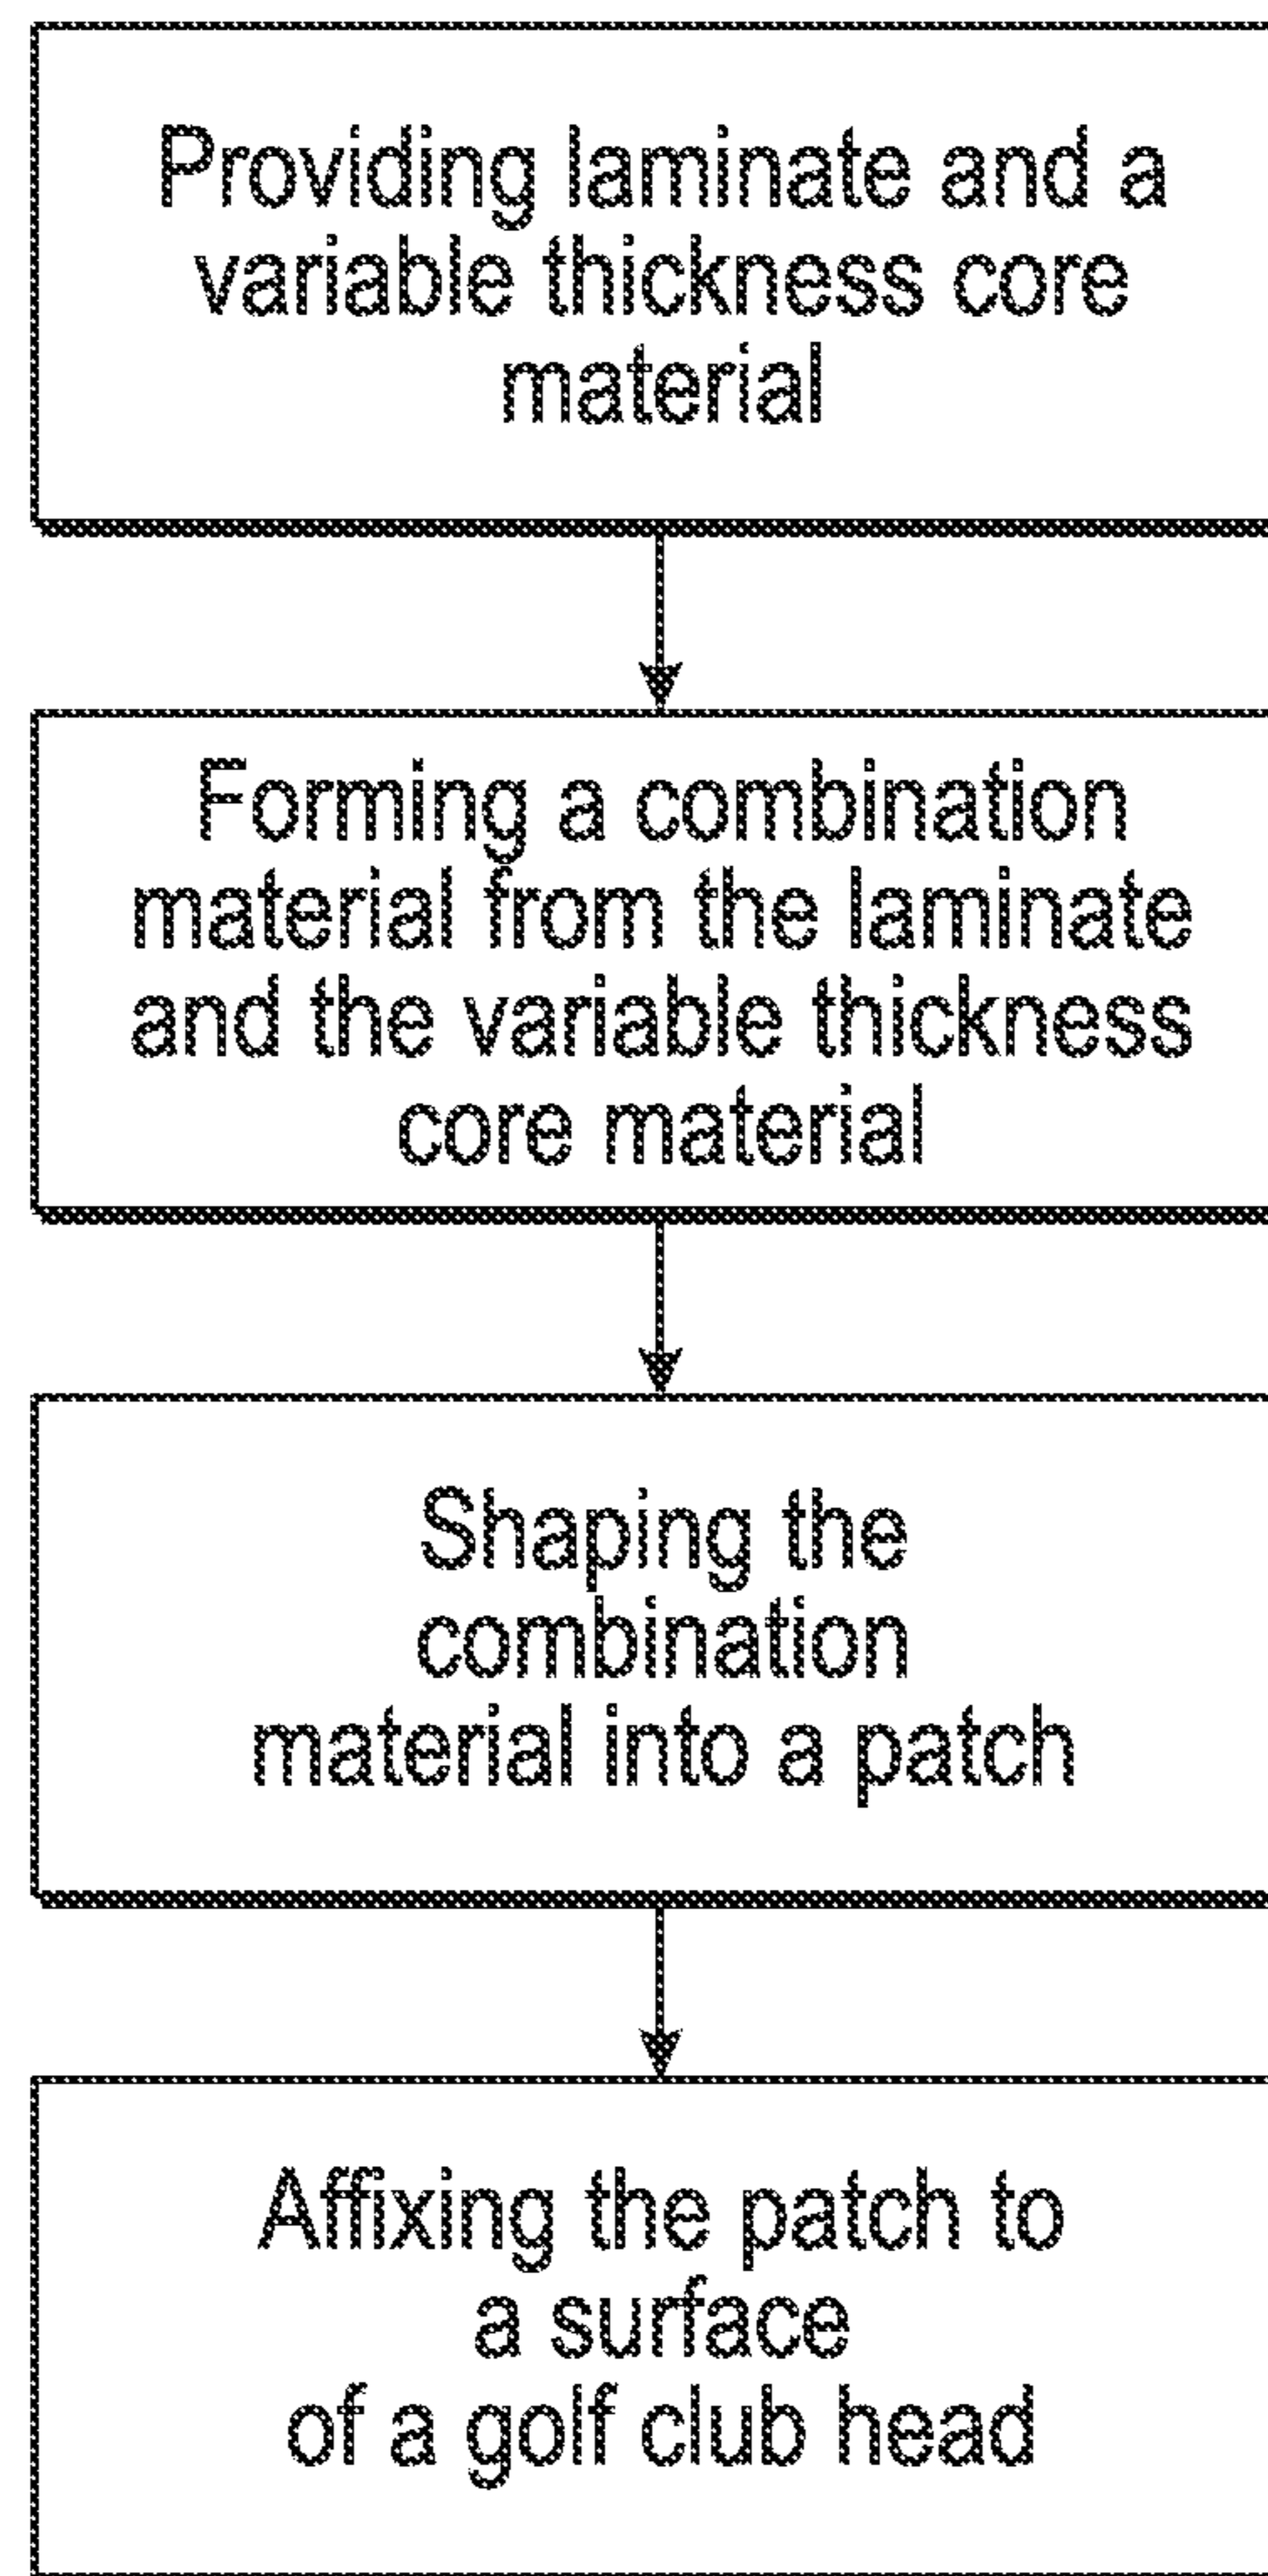 Providing laminate and a
variable thickness core
material
Forming a combination
material from the laminate
and the variable thickness
core material
Shaping the
combination
material into a patch
Affixing the patch to
a surface
of a golf club head